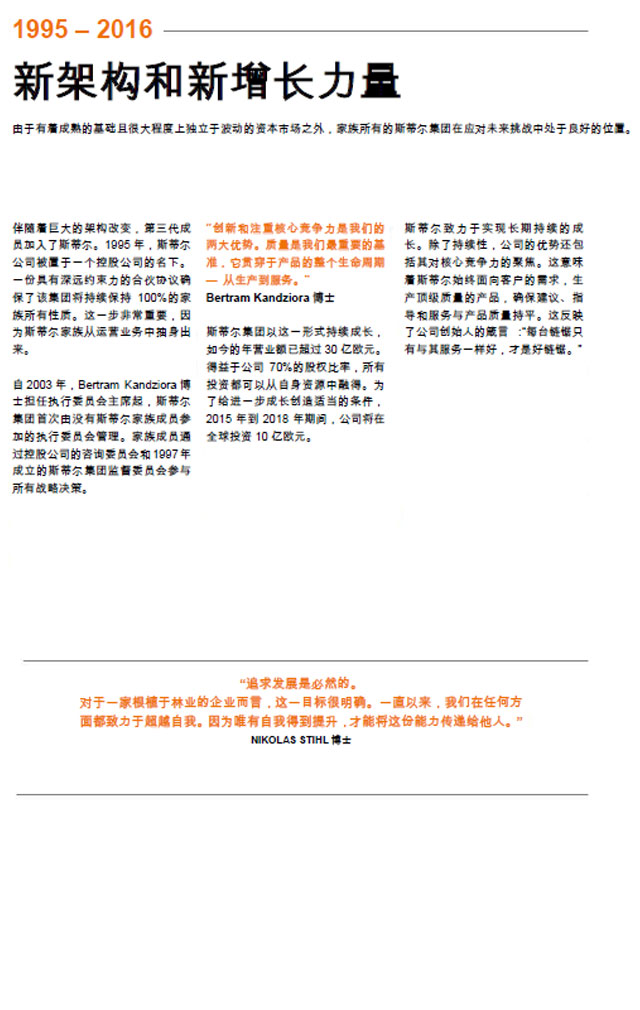 1995 – 2016
新架构和新增长力量
由于有着成熟的基础且很大程度上独立于波动的资本市场之外，家族所有的斯蒂尔集团在应对未来挑战中处于良好的位置。
伴随着巨大的架构改变，第三代成
员加入了斯蒂尔。1995 年，斯蒂尔
公司被置于一个控股公司的名下。
一份具有深远约束力的合伙协议确
保了该集团将持续保持 100%的家
族所有性质。这一步非常重要，因
为斯蒂尔家族从运营业务中抽身出
来。
自 2003 年，Bertram Kandziora 博
士担任执行委员会主席起，斯蒂尔
集团首次由没有斯蒂尔家族成员参
加的执行委员会管理。家族成员通
过控股公司的咨询委员会和 1997 年
成立的斯蒂尔集团监督委员会参与
所有战略决策。
“创新和注重核心竞争力是我们的
两大优势。质量是我们最重要的基
准，它贯穿于产品的整个生命周期
— 从生产到服务。”
Bertram Kandziora 博士
斯蒂尔集团以这一形式持续成长，
如今的年营业额已超过 30 亿欧元。
得益于公司 70%的股权比率，所有
投资都可以从自身资源中融得。为
了给进一步成长创造适当的条件，
2015 年到 2018 年期间，公司将在
全球投资 10 亿欧元。
斯蒂尔致力于实现长期持续的成
长。除了持续性，公司的优势还包
括其对核心竞争力的聚焦。这意味
着斯蒂尔始终面向客户的需求，生
产顶级质量的产品，确保建议、指
导和服务与产品质量持平。这反映
了公司创始人的箴言：“每台链锯只
有与其服务一样好，才是好链锯。”
“追求发展是必然的。
对于一家根植于林业的企业而言，这一目标很明确。一直以来，我们在任何方
面都致力于超越自我。因为唯有自我得到提升，才能将这份能力传递给他人。”
NIKOLAS STIHL 博士